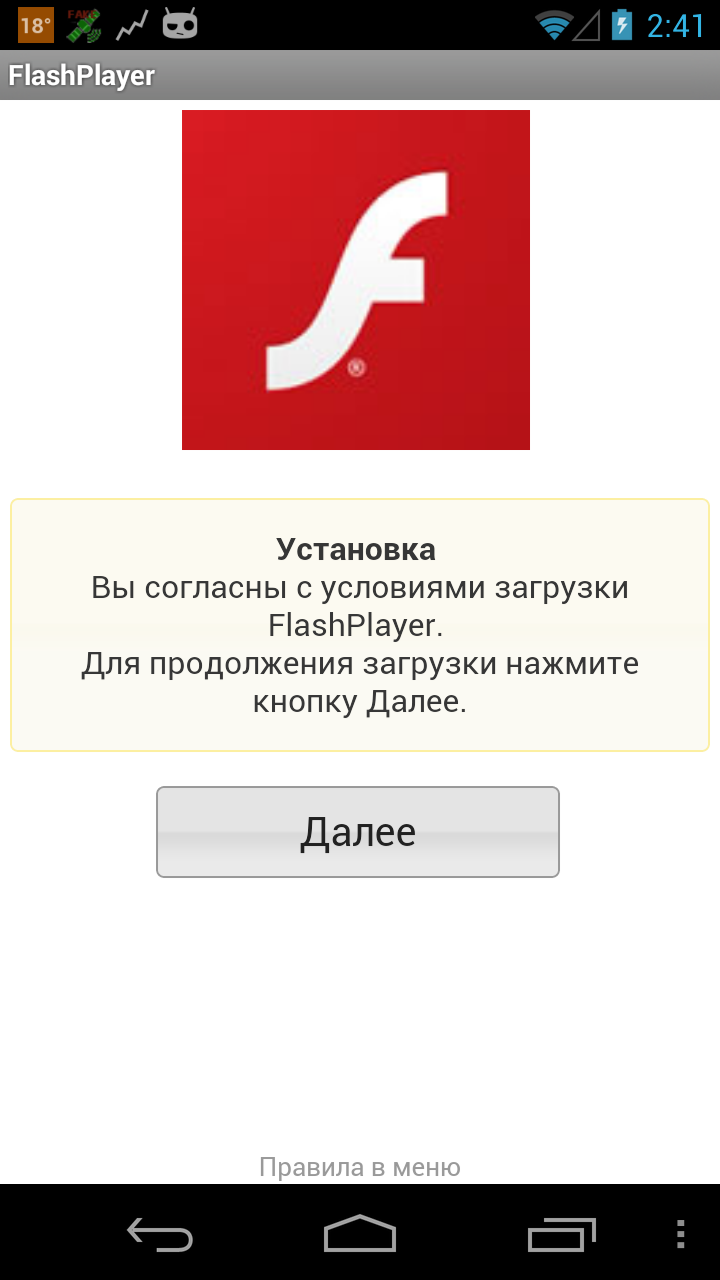 18°
FAKE
2:41
FlashPlayer
®
Установка
Вы согласны с условиями загрузки
FlashPlayer.
Для продолжения загрузки нажмите
кнопку Далее.
Далее
Правила в меню